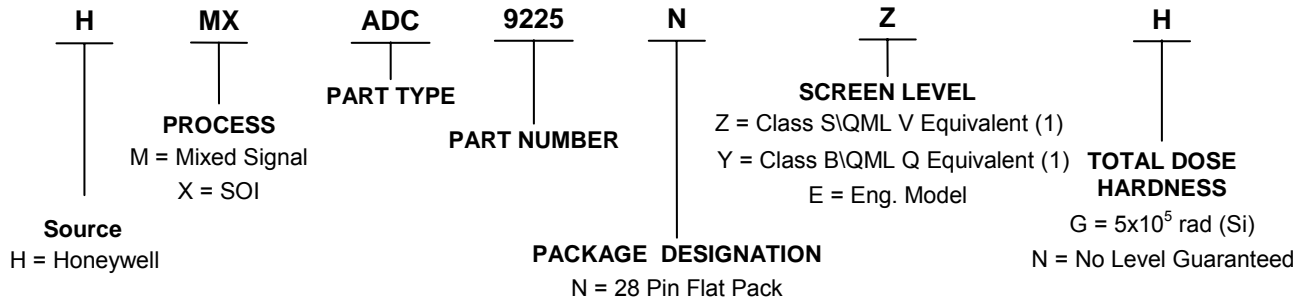 H MX ADC 9225 N Z H
PART TYPE
SCREEN LEVEL
PROCESS
Z = Class S\QML V Equivalent (1)
M = Mixed Signal
PART NUMBER
Y = Class B\QML Q Equivalent (1)
TOTAL DOSE
X = SOI
E = Eng. Model
HARDNESS
Source
G = 5x10⁵ rad (Si)
H = Honeywell
PACKAGE DESIGNATION
N = No Level Guaranteed
N = 28 Pin Flat Pack